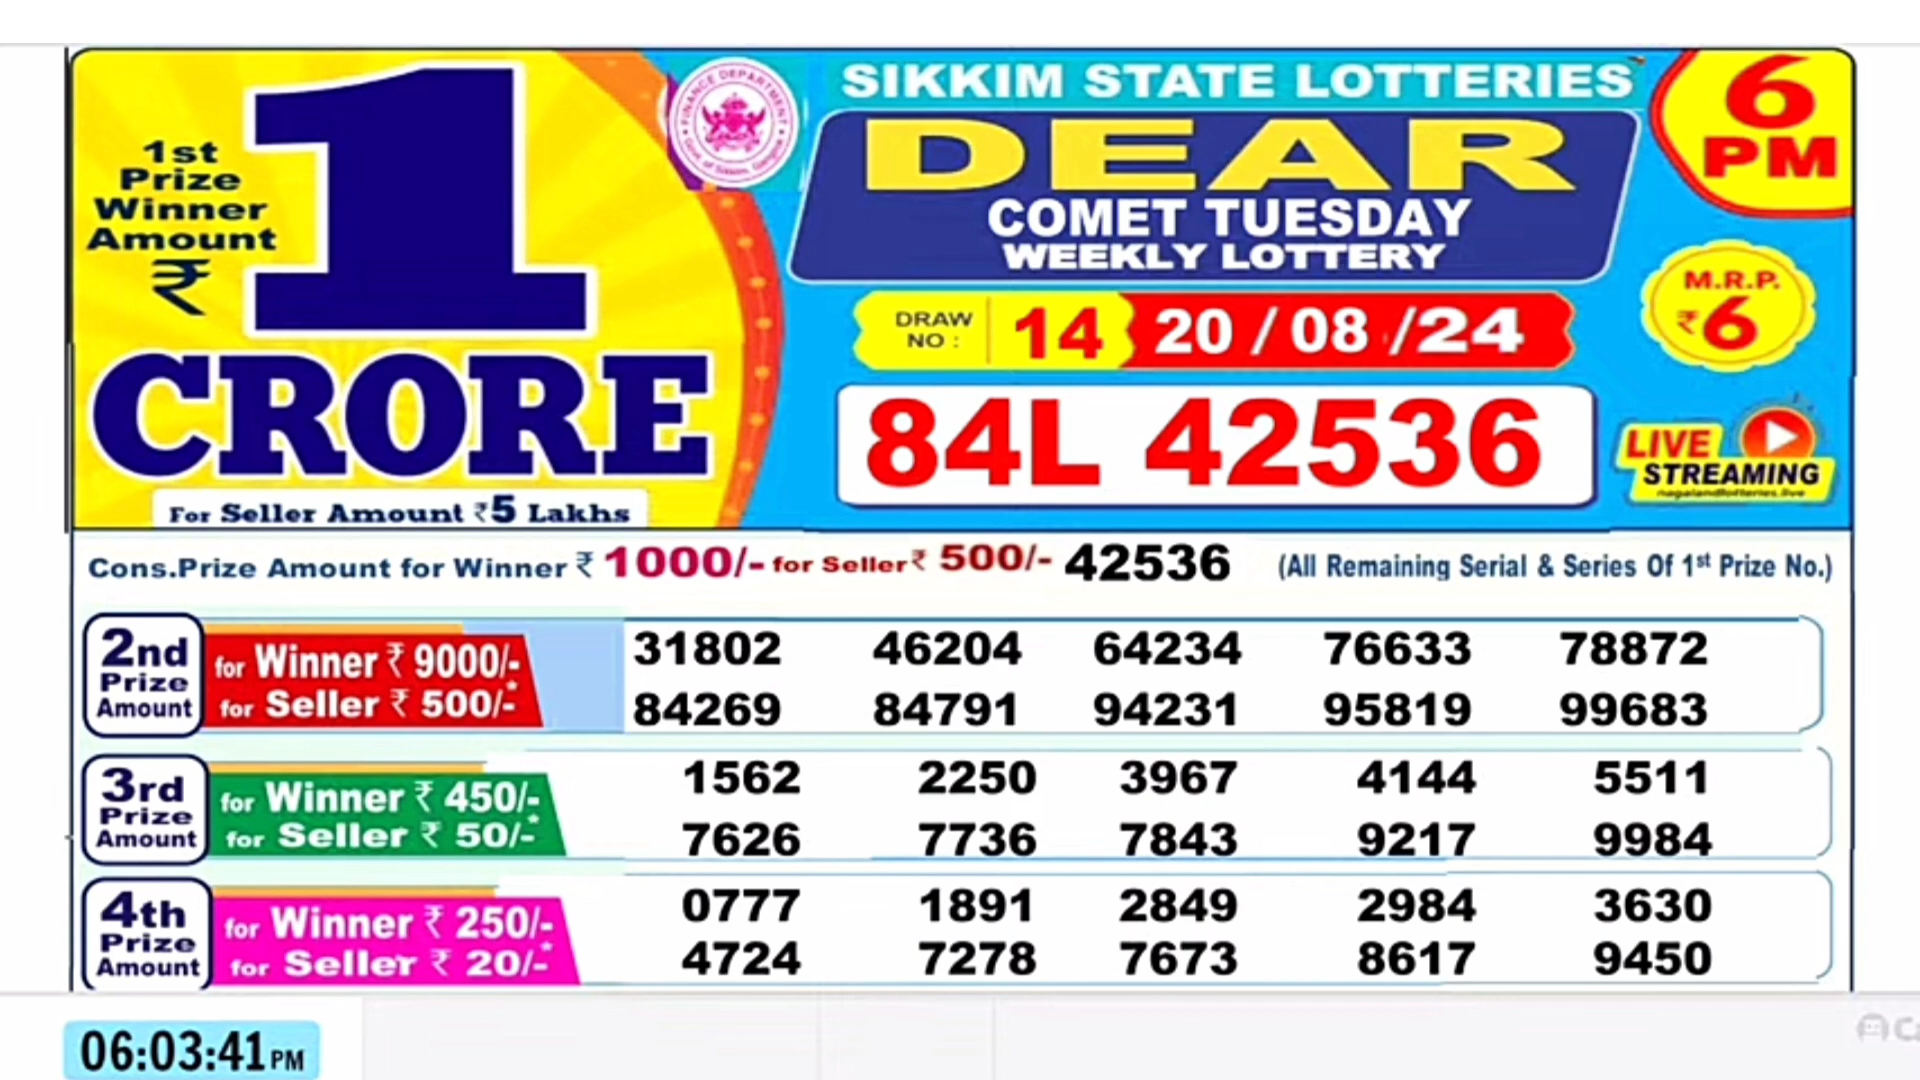 1st
Prize
Winner
Amount
₹
1
CRORE
For Seller Amount ₹5 Lakhs
FINANCE DEPARTMENT
SIKKIM STATE LOTTERIES
DEAR
COMET TUESDAY
WEEKLY LOTTERY
6
PM
DRAW
NO :
14
20 / 08 /24
M.R.P.
₹6
84L 42536
LIVE
STREAMING
nagalandlotteries.live
Cons.Prize Amount for Winner ₹ 1000/- for Seller ₹ 500/- 42536 (All Remaining Serial & Series Of 1st Prize No.)
2nd
Prize
Amount
for Winner ₹ 9000/-
for Seller ₹ 500/-*
31802 46204 64234 76633 78872
84269 84791 94231 95819 99683
3rd
Prize
Amount
for Winner ₹ 450/-
for Seller ₹ 50/-*
1562 2250 3967 4144 5511
7626 7736 7843 9217 9984
4th
Prize
Amount
for Winner ₹ 250/-
for Seller ₹ 20/-*
0777 1891 2849 2984 3630
4724 7278 7673 8617 9450
06:03:41 PM